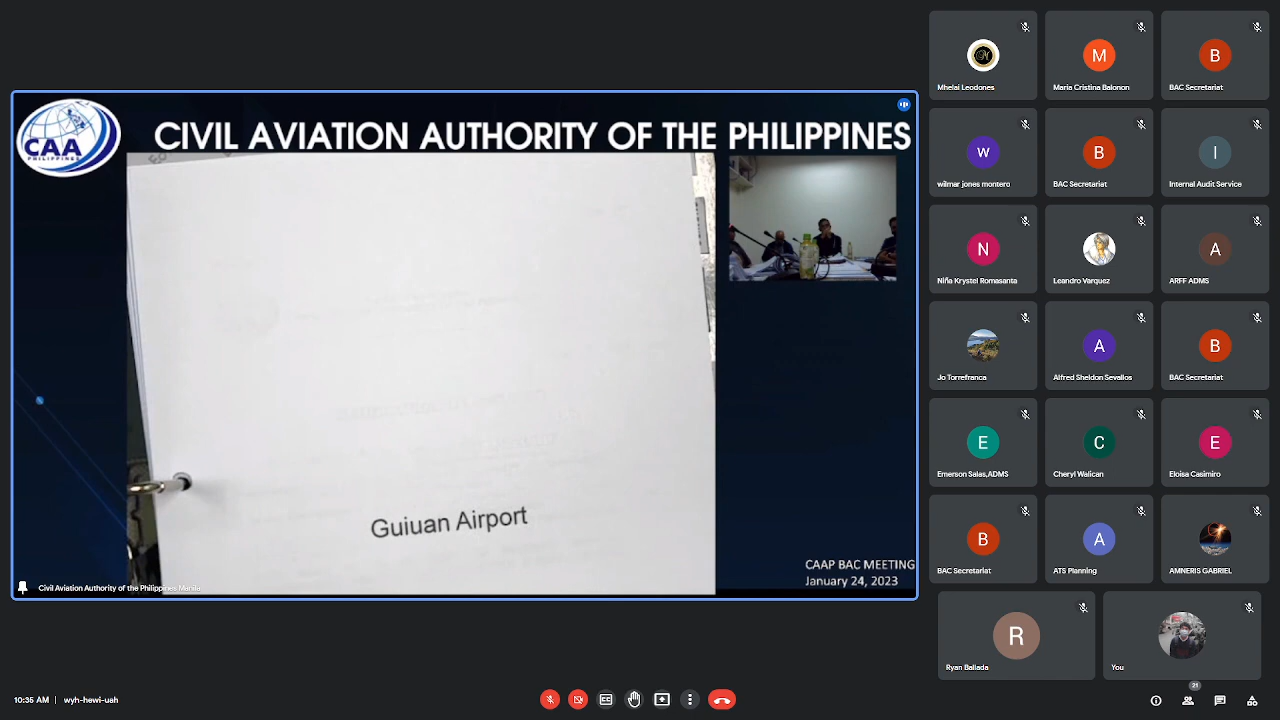 CAA
PHILIPPINES
CIVIL AVIATION AUTHORITY OF THE PHILIPPINES
Guiuan Airport
CAAP BAC MEETING
January 24, 2023
Civil Aviation Authority of the Philippines Manila
Mhelai Leodones
M
Marie Cristina Balonon
B
BAC Secretariat
w
wilmar jones montero
B
BAC Secretariat
I
Internal Audit Service
N
Niña Krystel Romasanta
Leandro Varquez
A
ARFF ADMS
Jo Torrefranca
A
Alfred Sheldon Sevallos
B
BAC Secretariat
E
Emerson Salas,ADMS
C
Cheryl Walican
E
Eloisa Casimiro
B
BAC Secretariat
A
ATS Planning
AMNERIS GABRIEL
R
Ryan Ballada
You
10:35 AM | wyh-hewi-uah
21